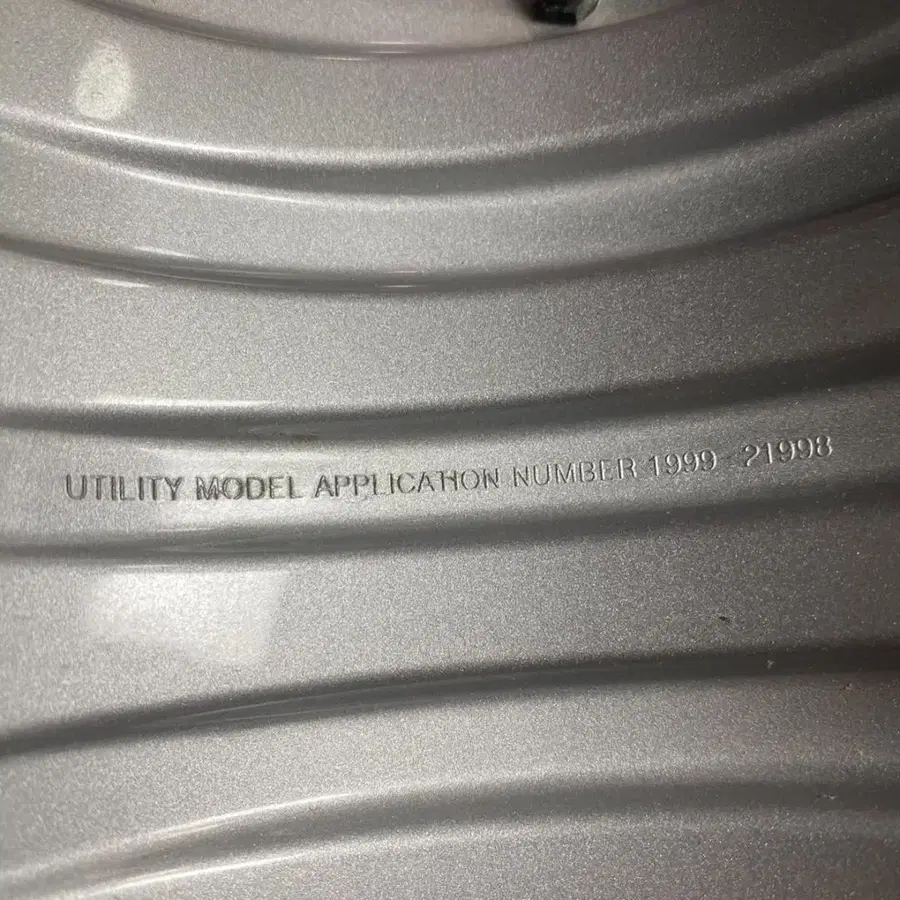 UTILITY MODEL APPLICATION NUMBER 1999-21998